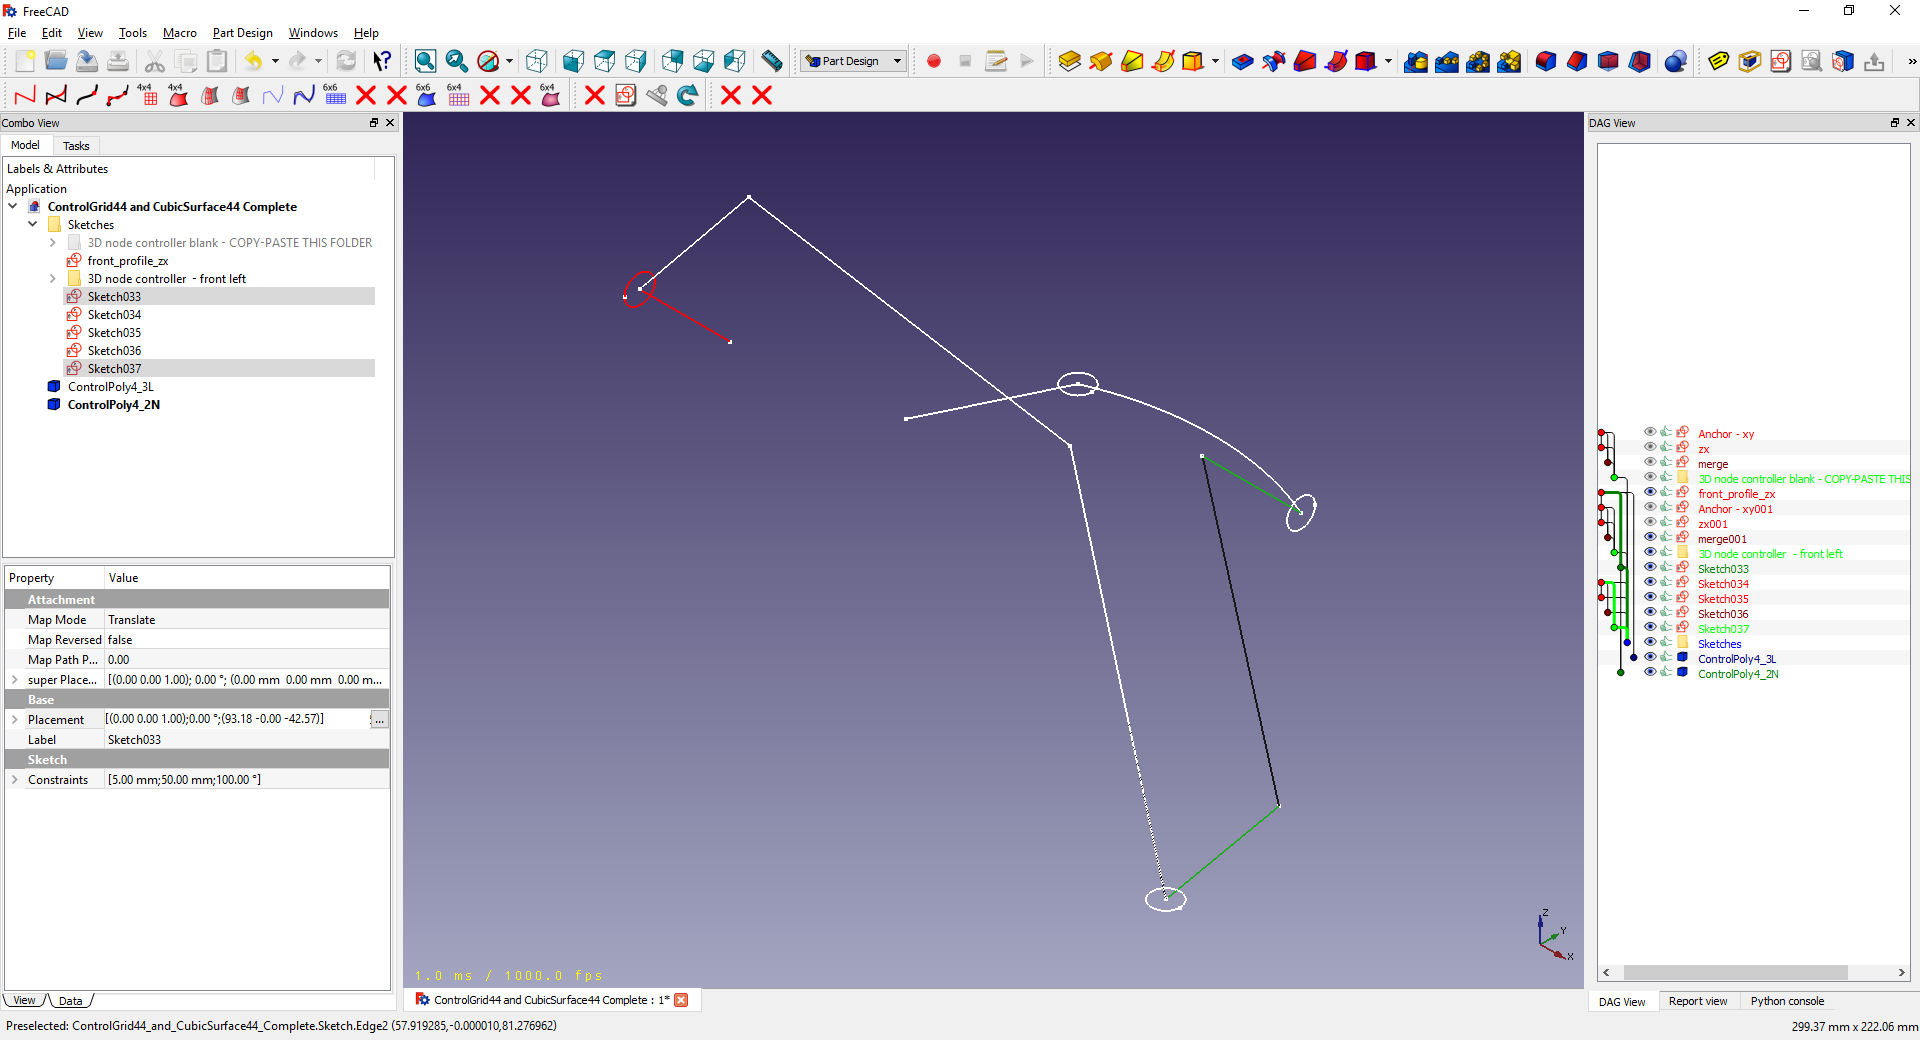 FreeCAD
File Edit View Tools Macro Part Design Windows Help
Part Design
4x4 4x4 6x6 6x6 6x4 6x4
Combo View
Model Tasks
Labels & Attributes
Application
ControlGrid44 and CubicSurface44 Complete
Sketches
3D node controller blank - COPY-PASTE THIS FOLDER
front_profile_zx
3D node controller - front left
Sketch033
Sketch034
Sketch035
Sketch036
Sketch037
ControlPoly4_3L
ControlPoly4_2N
Property Value
Attachment
Map Mode Translate
Map Reversed false
Map Path P... 0.00
super Place... [(0.00 0.00 1.00); 0.00 °; (0.00 mm 0.00 mm 0.00 m...
Base
Placement [(0.00 0.00 1.00);0.00 °;(93.18 -0.00 -42.57)] ...
Label Sketch033
Sketch
Constraints [5.00 mm;50.00 mm;100.00 °]
View Data
1.0 ms / 1000.0 fps
Z
Y
X
ControlGrid44 and CubicSurface44 Complete : 1*
DAG View
Anchor - xy
zx
merge
3D node controller blank - COPY-PASTE THIS
front_profile_zx
Anchor - xy001
zx001
merge001
3D node controller - front left
Sketch033
Sketch034
Sketch035
Sketch036
Sketch037
Sketches
ControlPoly4_3L
ControlPoly4_2N
DAG View Report view Python console
Preselected: ControlGrid44_and_CubicSurface44_Complete.Sketch.Edge2 (57.919285,-0.000010,81.276962)
299.37 mm x 222.06 mm